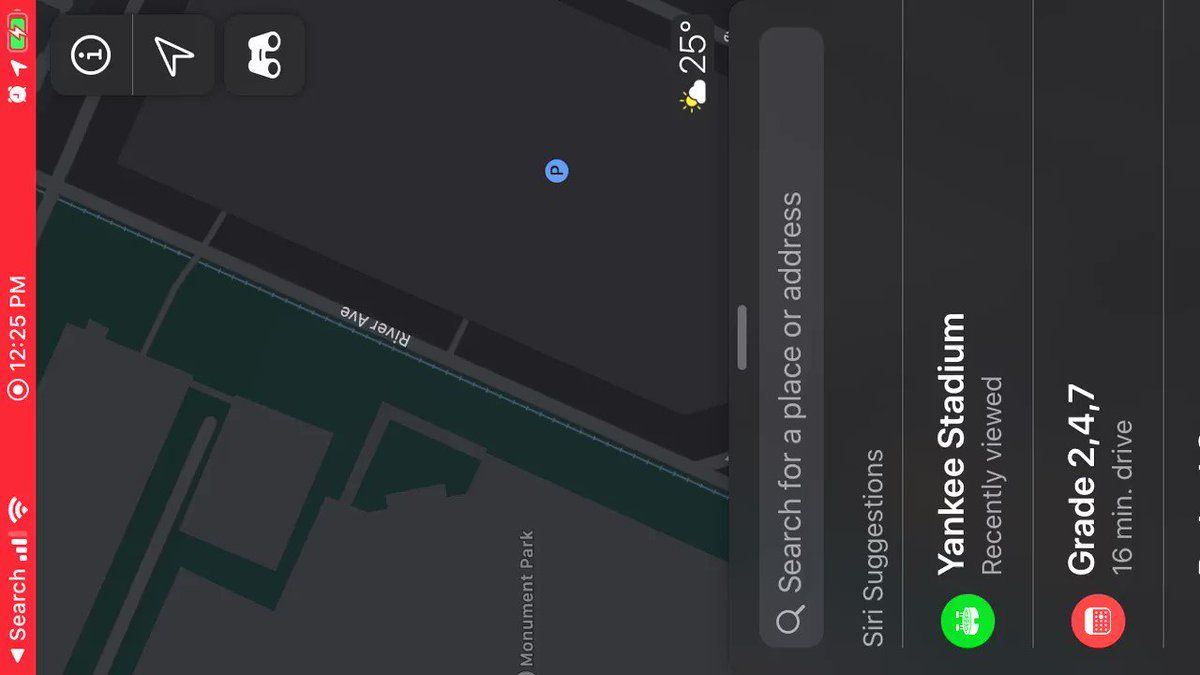 ◀ Search
12:25 PM
25°
P
River Ave
Monument Park
Search for a place or address
Siri Suggestions
Yankee Stadium
Recently viewed
Grade 2,4,7
16 min. drive